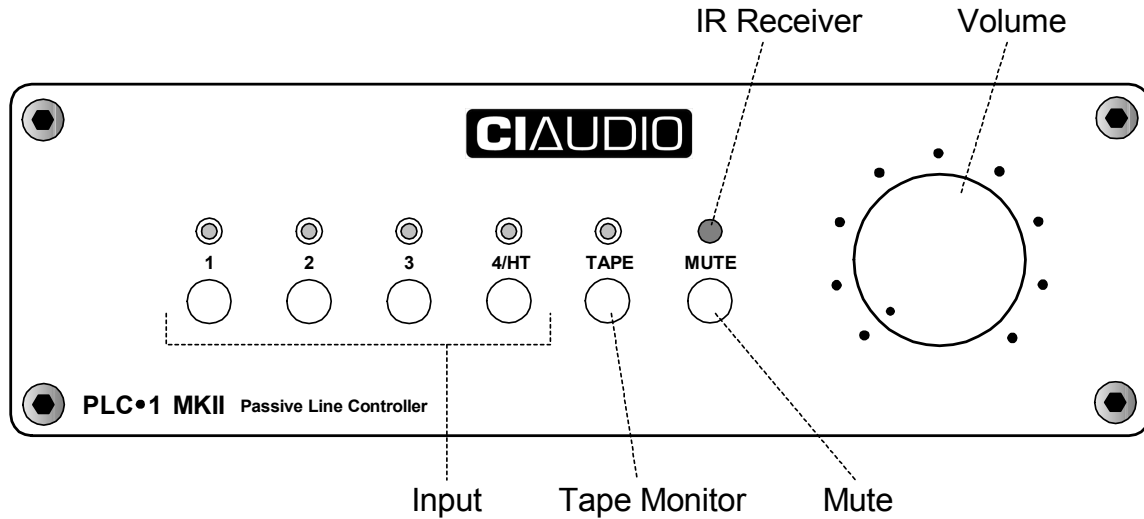 IR Receiver Volume
CIAUDIO
1 2 3 4/HT TAPE MUTE
PLC•1 MKII Passive Line Controller
Input Tape Monitor Mute